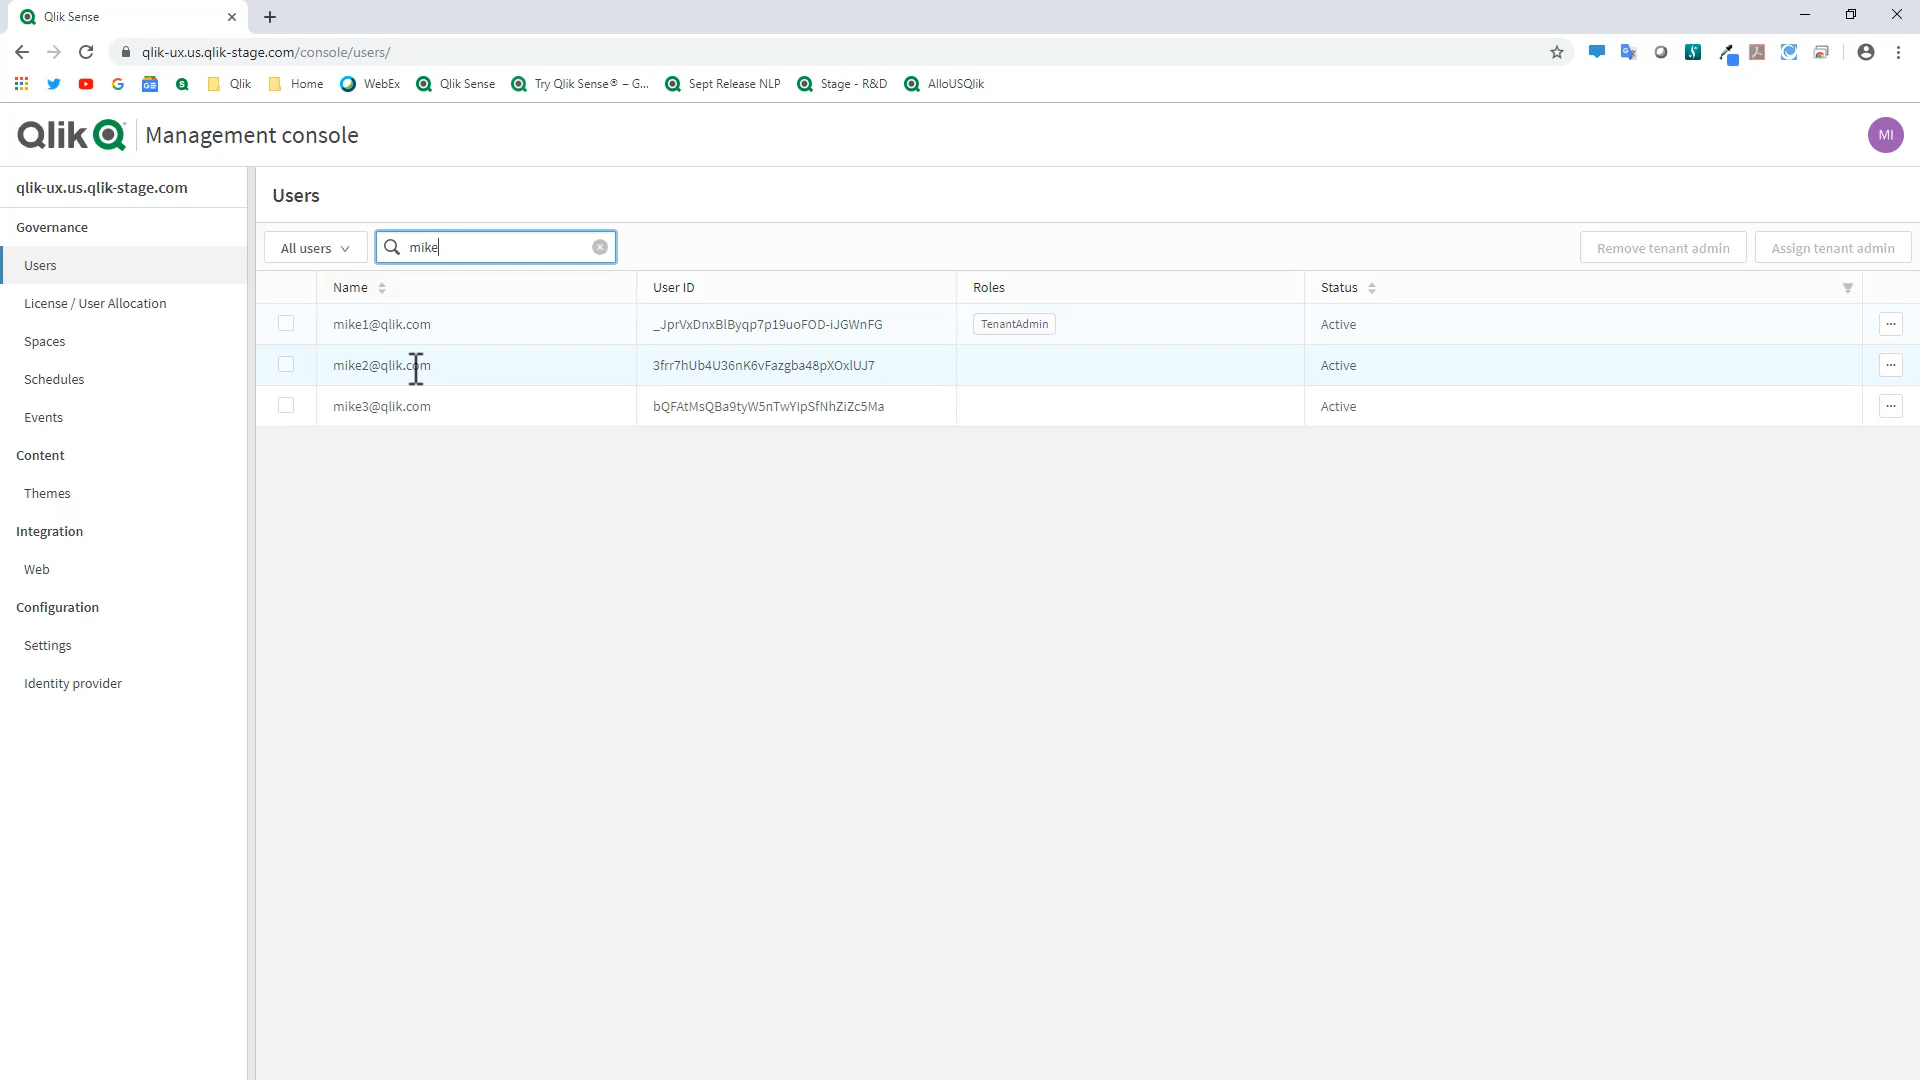 Qlik Sense
qlik-ux.us.qlik-stage.com/console/users/
Qlik
Home
WebEx
Qlik Sense
Try Qlik Sense® – G...
Sept Release NLP
Stage - R&D
AlloUSQlik
Qlik Management console
MI
qlik-ux.us.qlik-stage.com
Governance
Users
License / User Allocation
Spaces
Schedules
Events
Content
Themes
Integration
Web
Configuration
Settings
Identity provider
Users
All users
mike
Remove tenant admin
Assign tenant admin
Name User ID Roles Status
mike1@qlik.com _JprVxDnxBlByqp7p19uoFOD-iJGWnFG TenantAdmin Active
mike2@qlik.com 3frr7hUb4U36nK6vFazgba48pXOxlUJ7 Active
mike3@qlik.com bQFAtMsQBa9tyW5nTwYIpSfNhZiZc5Ma Active